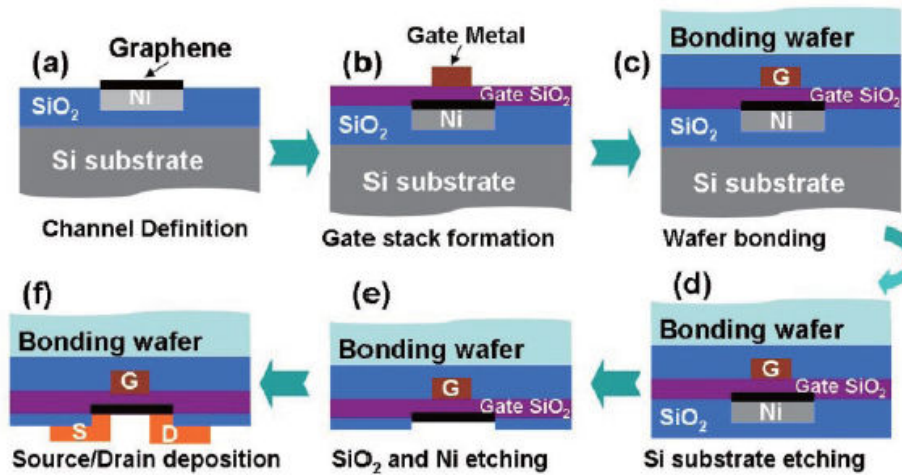 (a)
Graphene
Ni
SiO₂
Si substrate
Channel Definition
(b)
Gate Metal
Gate SiO₂
SiO₂
Ni
Si substrate
Gate stack formation
(c)
Bonding wafer
G
Gate SiO₂
Ni
Si substrate
Wafer bonding
(d)
Bonding wafer
G
Gate SiO₂
SiO₂
Ni
Si substrate etching
(e)
Bonding wafer
G
Gate SiO₂
SiO₂ and Ni etching
(f)
Bonding wafer
G
S
D
Source/Drain deposition